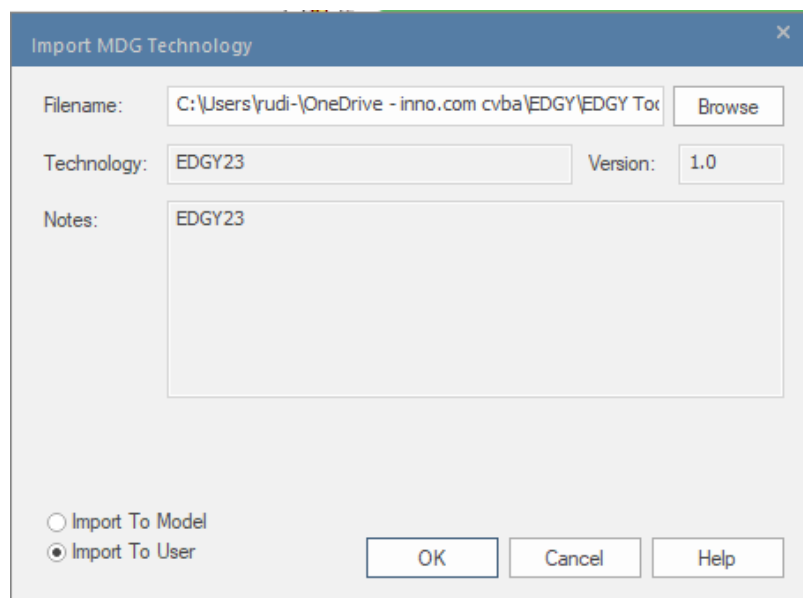 Import MDG Technology
Filename: C:\Users\rudi-\OneDrive - inno.com cvba\EDGY\EDGY Too Browse
Technology: EDGY23 Version: 1.0
Notes: EDGY23
Import To Model
Import To User
OK Cancel Help